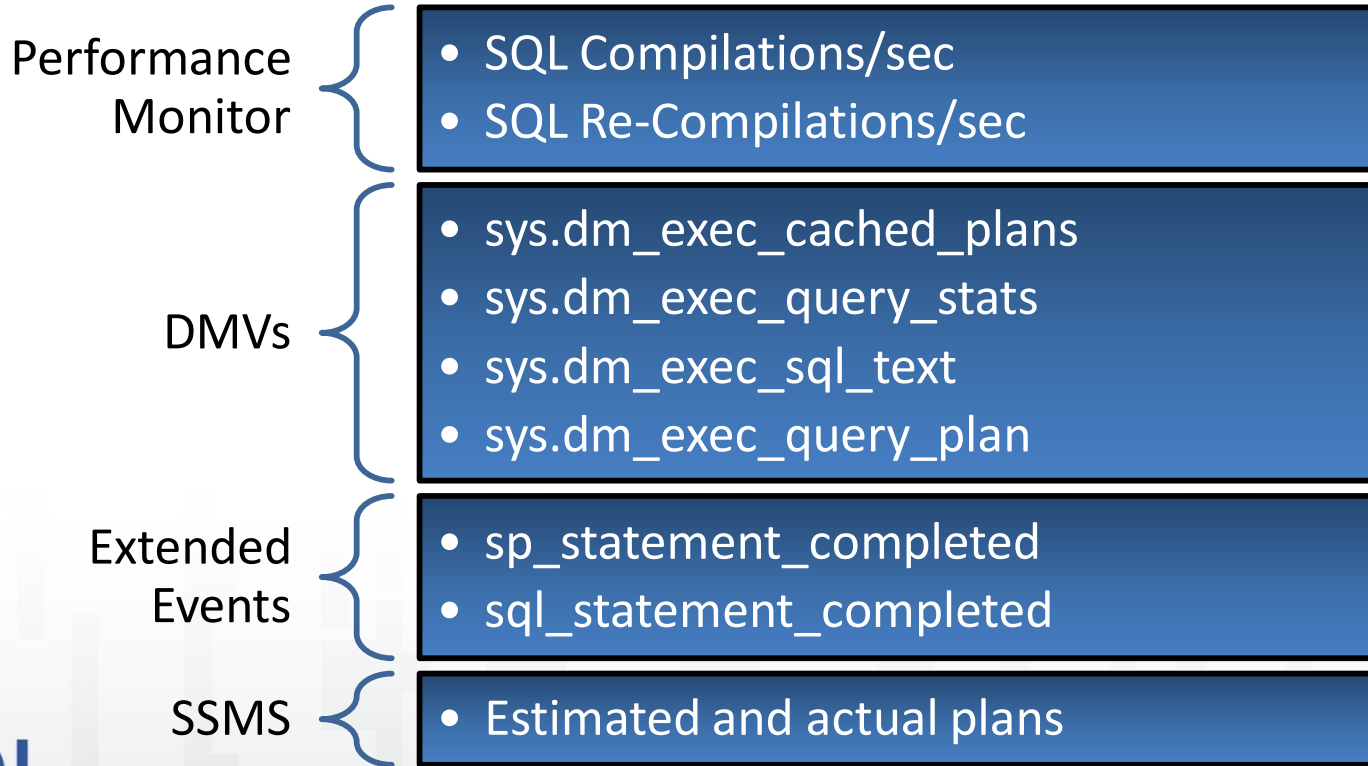 Performance
Monitor
• SQL Compilations/sec
• SQL Re-Compilations/sec
DMVs
• sys.dm_exec_cached_plans
• sys.dm_exec_query_stats
• sys.dm_exec_sql_text
• sys.dm_exec_query_plan
Extended
Events
• sp_statement_completed
• sql_statement_completed
SSMS
• Estimated and actual plans